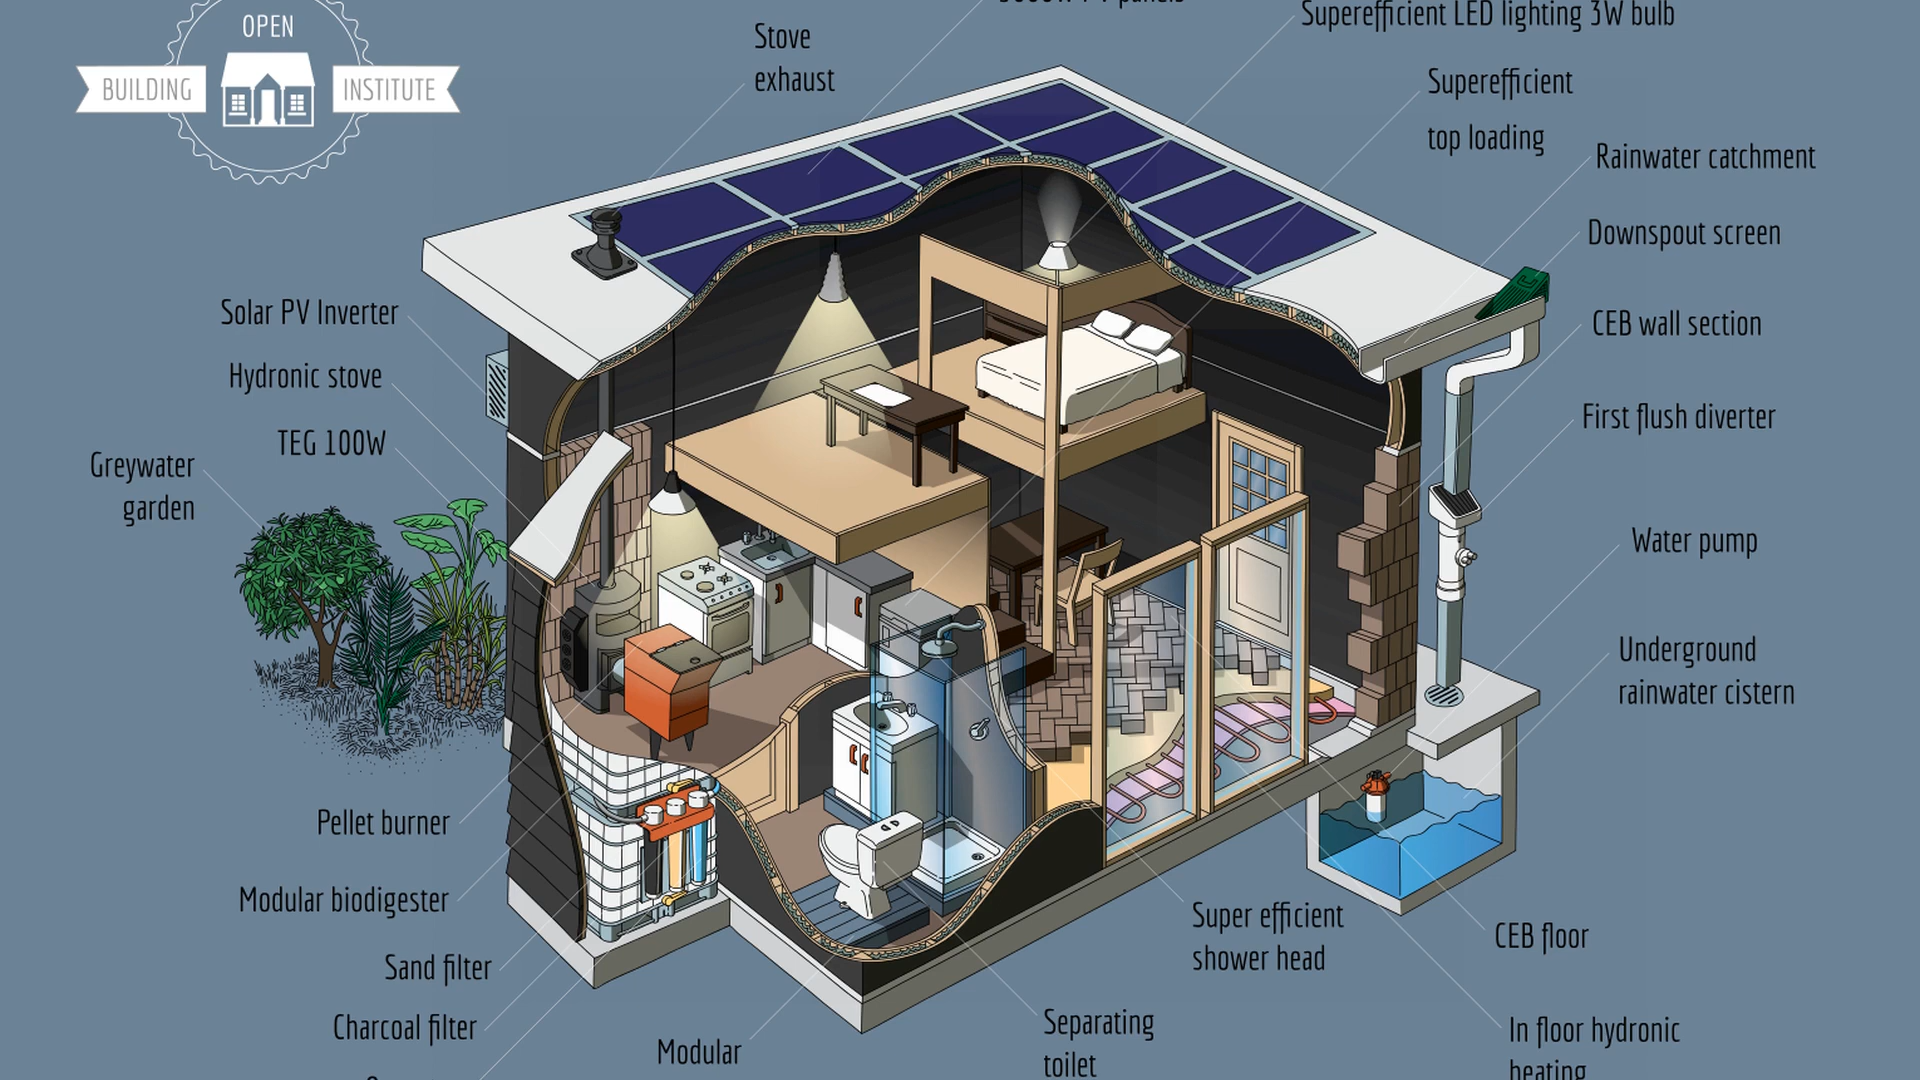 OPEN
BUILDING
INSTITUTE
Stove
exhaust
Superefficient LED lighting 3W bulb
Superefficient
top loading
Rainwater catchment
Downspout screen
Solar PV Inverter
CEB wall section
Hydronic stove
First flush diverter
TEG 100W
Greywater
garden
Water pump
Underground
rainwater cistern
Pellet burner
Modular biodigester
Super efficient
shower head
CEB floor
Sand filter
Charcoal filter
Modular
Separating
toilet
In floor hydronic
heating